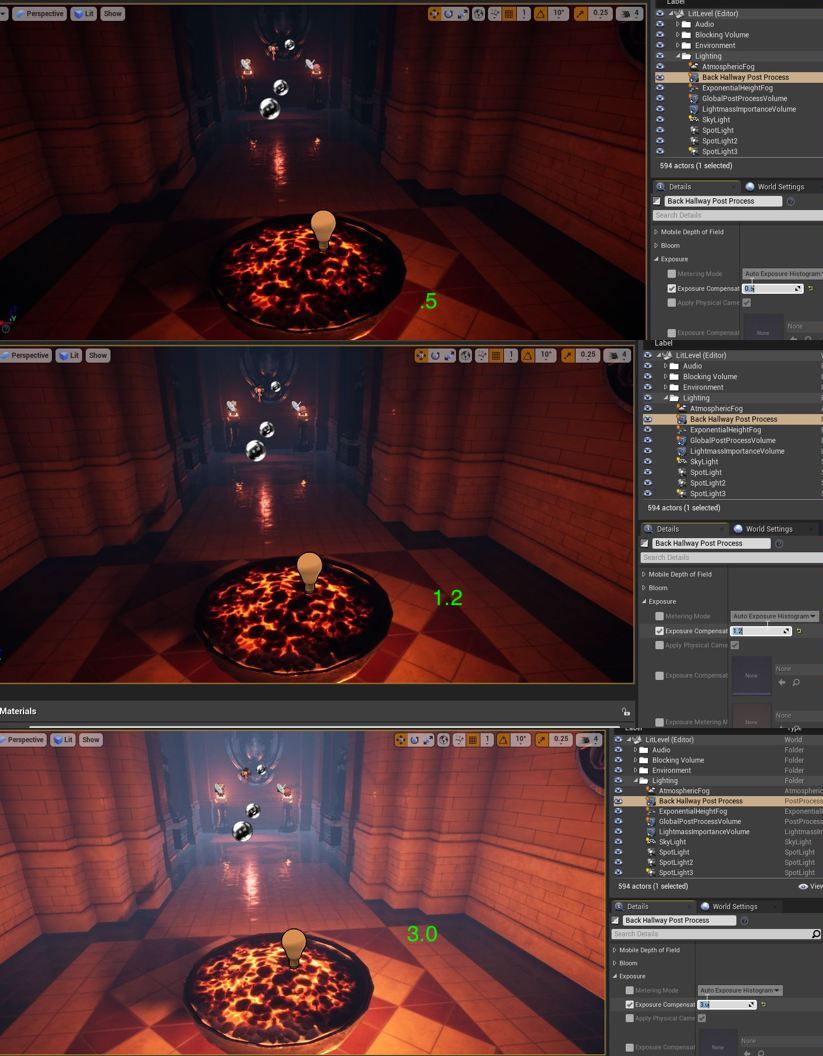 Label
Perspective Lit Show 1 10° 0.25 4
LitLevel (Editor)
Audio
Blocking Volume
Environment
Lighting
AtmosphericFog
Back Hallway Post Process
ExponentialHeightFog
GlobalPostProcessVolume
LightmassImportanceVolume
SkyLight
SpotLight
SpotLight2
SpotLight3
594 actors (1 selected)
Details World Settings
Back Hallway Post Process
Search Details
Mobile Depth of Field
Bloom
Exposure
Metering Mode Auto Exposure Histogram
Exposure Compensat 0.5
Apply Physical Came
Exposure Compensat None None
.5
Label
Perspective Lit Show 1 10° 0.25 4
LitLevel (Editor)
Audio
Blocking Volume
Environment
Lighting
AtmosphericFog
Back Hallway Post Process
ExponentialHeightFog
GlobalPostProcessVolume
LightmassImportanceVolume
SkyLight
SpotLight
SpotLight2
SpotLight3
594 actors (1 selected)
Details World Settings
Back Hallway Post Process
Search Details
Mobile Depth of Field
Bloom
Exposure
Metering Mode Auto Exposure Histogram
Exposure Compensat 1.2
Apply Physical Came
Exposure Compensat None None
Exposure Metering M None
1.2
Materials
Label Type
Perspective Lit Show 1 10° 0.25 4
LitLevel (Editor) World
Audio Folder
Blocking Volume Folder
Environment Folder
Lighting Folder
AtmosphericFog Atmospheric
Back Hallway Post Process PostProces
ExponentialHeightFog Exponential
GlobalPostProcessVolume PostProces
LightmassImportanceVolume LightmassI
SkyLight SkyLight
SpotLight SpotLight
SpotLight2 SpotLight
SpotLight3 SpotLight
594 actors (1 selected) View
Details World Settings
Back Hallway Post Process
Search Details
Mobile Depth of Field
Bloom
Exposure
Metering Mode Auto Exposure Histogram
Exposure Compensat
Apply Physical Came
Exposure Compensat None None
3.0